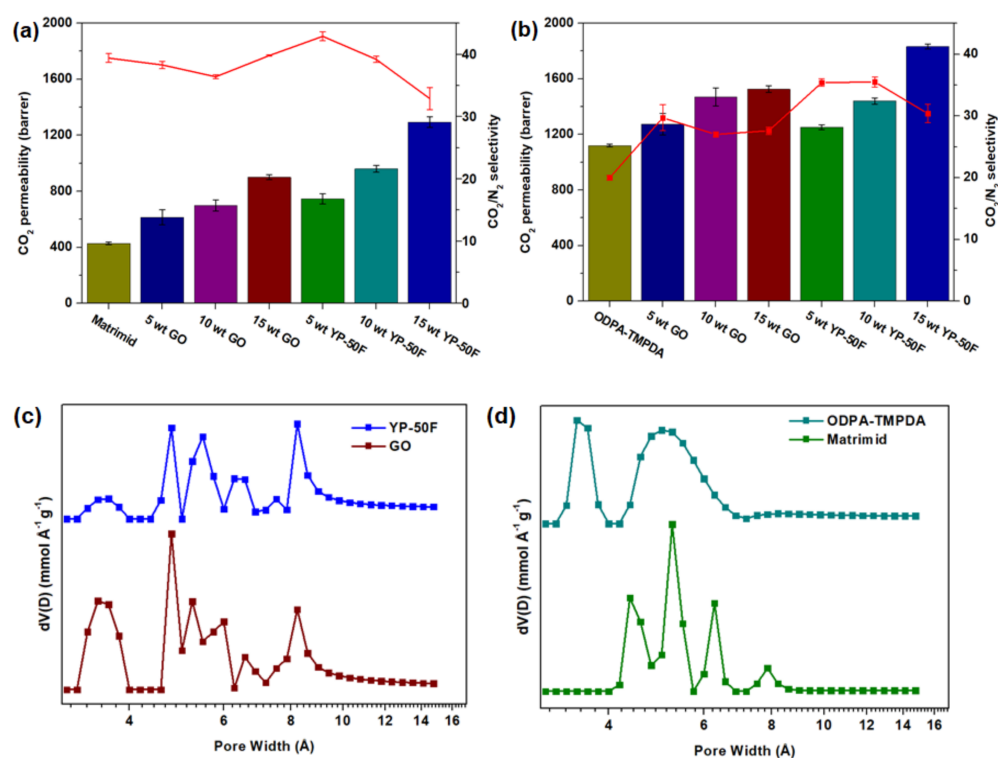 (a)
2000
1600
1200
800
400
0
CO₂ permeability (barrer)
40
30
20
10
0
CO₂/N₂ selectivity
Matrimid
5 wt GO
10 wt GO
15 wt GO
5 wt YP-50F
10 wt YP-50F
15 wt YP-50F
(b)
2000
1600
1200
800
400
0
CO₂ permeability (barrer)
40
30
20
10
0
CO₂/N₂ selectivity
ODPA-TMPDA
5 wt GO
10 wt GO
15 wt GO
5 wt YP-50F
10 wt YP-50F
15 wt YP-50F
(c)
YP-50F
GO
dV(D) (mmol A⁻¹ g⁻¹)
4 6 8 10 12 14 16
Pore Width (Å)
(d)
ODPA-TMPDA
Matrimid
dV(D) (mmol A⁻¹ g⁻¹)
4 6 8 10 12 14 16
Pore Width (Å)